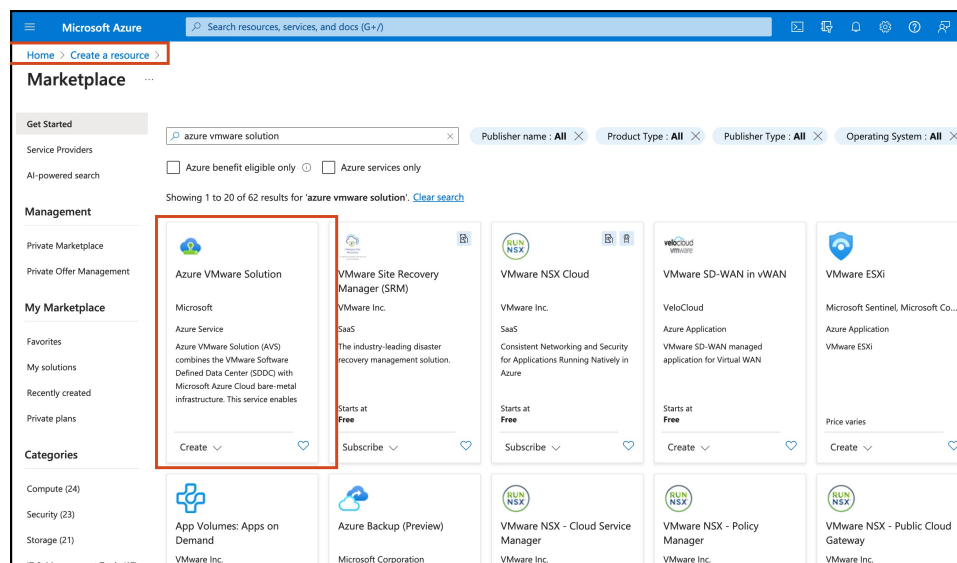 Microsoft Azure
Search resources, services, and docs (G+/)
Home > Create a resource >
Marketplace ...
Get Started
Service Providers
AI-powered search
Management
Private Marketplace
Private Offer Management
My Marketplace
Favorites
My solutions
Recently created
Private plans
Categories
Compute (24)
Security (23)
Storage (21)
azure vmware solution
Publisher name : All
Product Type : All
Publisher Type : All
Operating System : All
Azure benefit eligible only
Azure services only
Showing 1 to 20 of 62 results for 'azure vmware solution'. Clear search
Azure VMware Solution
Microsoft
Azure Service
Azure VMware Solution (AVS)
combines the VMware Software
Defined Data Center (SDDC) with
Microsoft Azure Cloud bare-metal
infrastructure. This service enables
Create
VMware Site Recovery
Manager (SRM)
VMware Inc.
SaaS
The industry-leading disaster
recovery management solution.
Starts at
Free
Subscribe
RUN
NSX
VMware NSX Cloud
VMware Inc.
SaaS
Consistent Networking and Security
for Applications Running Natively in
Azure
Starts at
Free
Subscribe
velocloud
vmware
VMware SD-WAN in vWAN
VeloCloud
Azure Application
VMware SD-WAN managed
application for Virtual WAN
Starts at
Free
Create
VMware ESXi
Microsoft Sentinel, Microsoft Co...
Azure Application
VMware ESXi
Price varies
Create
App Volumes: Apps on
Demand
VMware Inc.
Azure Backup (Preview)
Microsoft Corporation
RUN
NSX
VMware NSX - Cloud Service
Manager
VMware Inc.
RUN
NSX
VMware NSX - Policy
Manager
VMware Inc.
RUN
NSX
VMware NSX - Public Cloud
Gateway
VMware Inc.